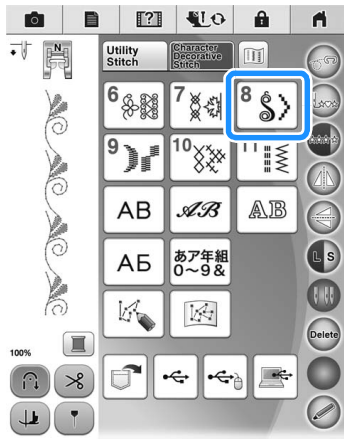 N
Utility
Stitch
Character
Decorative
Stitch
6
7
8
9
10
11
AB
AB
AB
АБ
あア年組
0～9&
L S
Delete
100%